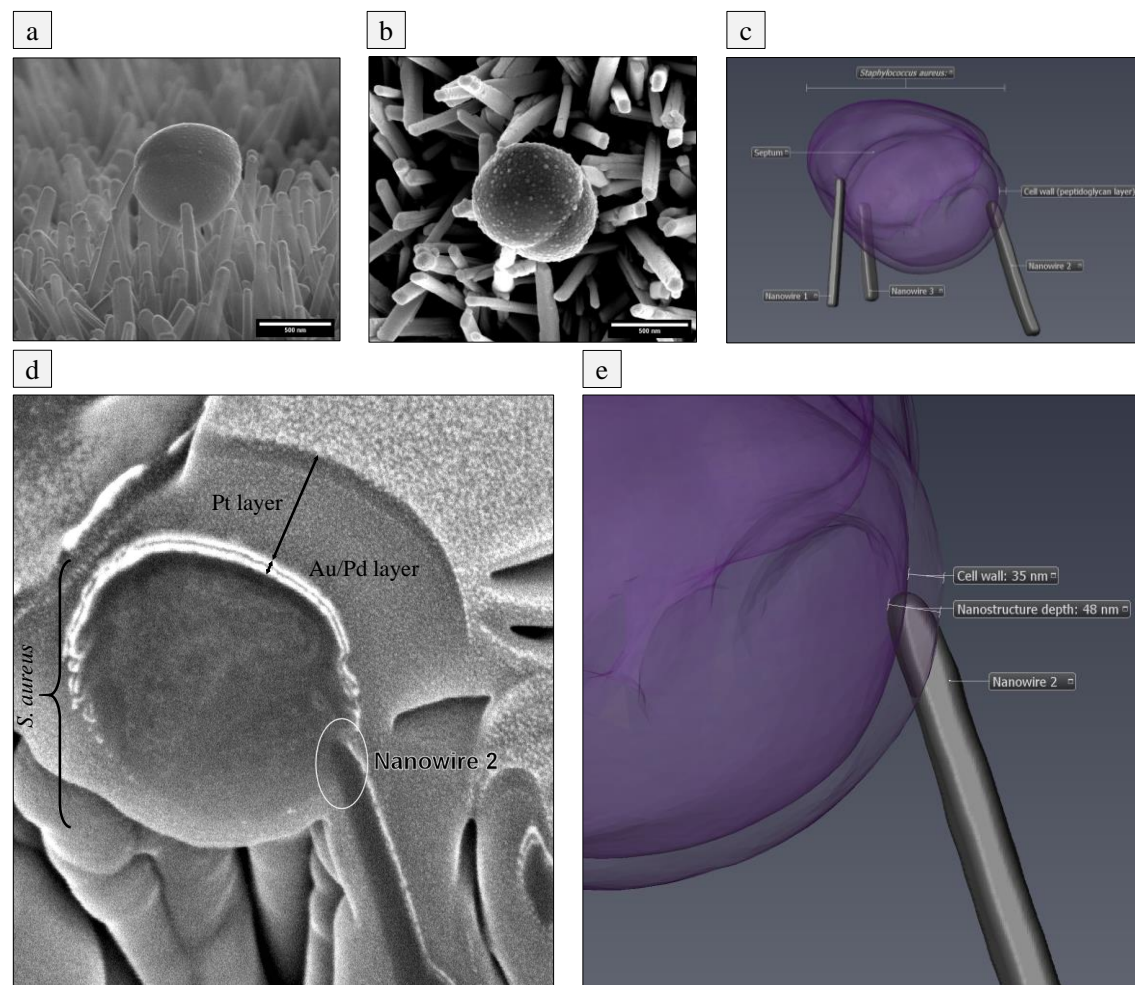 a
b
c
500 nm
500 nm
Staphylococcus aureus:
Septum
Cell wall (peptidoglycan layer)
Nanowire 2
Nanowire 1
Nanowire 3
d
e
Pt layer
Au/Pd layer
S. aureus
Nanowire 2
Cell wall: 35 nm
Nanostructure depth: 48 nm
Nanowire 2